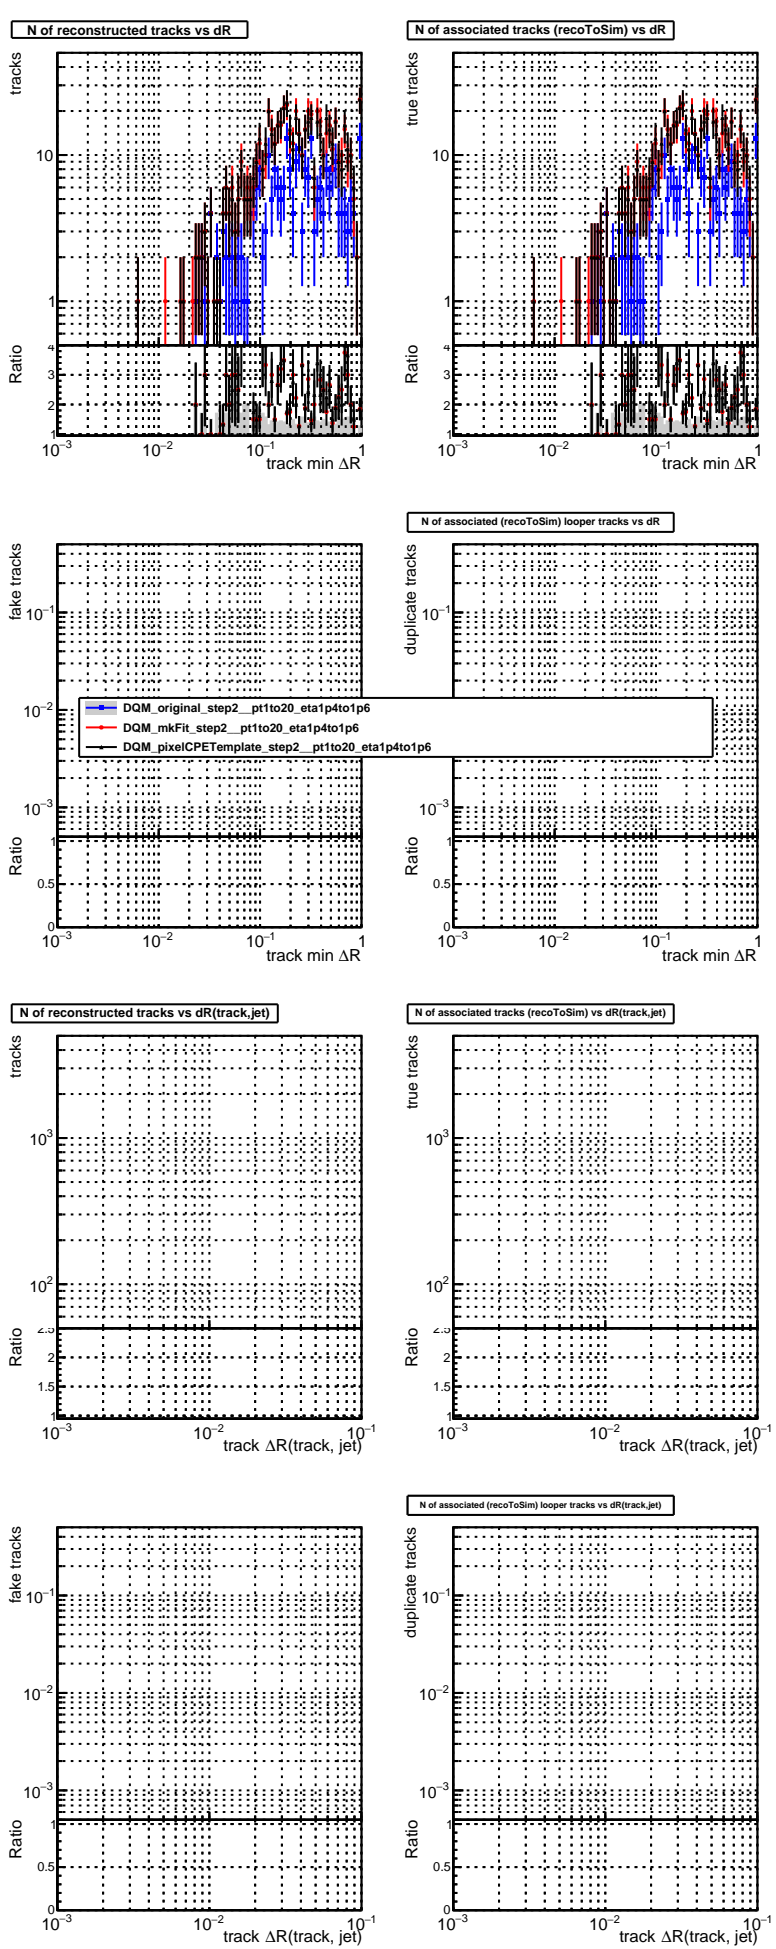 N of reconstructed tracks vs dR
tracks
10
1
Ratio
4
3
2
1
10−3 10−2 10−1 1
track min ΔR
N of associated tracks (recoToSim) vs dR
true tracks
10
1
Ratio
4
3
2
1
10−3 10−2 10−1 1
track min ΔR
fake tracks
10−1
10−2
10−3
Ratio
1
0.5
0
10−3 10−2 10−1 1
track min ΔR
N of associated (recoToSim) looper tracks vs dR
duplicate tracks
10−1
10−3
Ratio
1
0.5
0
10−3 10−2 10−1 1
track min ΔR
DQM_original_step2__pt1to20_eta1p4to1p6
DQM_mkFit_step2__pt1to20_eta1p4to1p6
DQM_pixelCPETemplate_step2__pt1to20_eta1p4to1p6
N of reconstructed tracks vs dR(track,jet)
tracks
103
102
Ratio
2.5
2
1.5
1
10−3 10−2 10−1
track ΔR(track, jet)
N of associated tracks (recoToSim) vs dR(track,jet)
true tracks
103
102
Ratio
2.5
2
1.5
1
10−3 10−2 10−1
track ΔR(track, jet)
fake tracks
10−1
10−2
10−3
Ratio
1
0.5
0
10−3 10−2 10−1
track ΔR(track, jet)
N of associated (recoToSim) looper tracks vs dR(track,jet)
duplicate tracks
10−1
10−2
10−3
Ratio
1
0.5
0
10−3 10−2 10−1
track ΔR(track, jet)